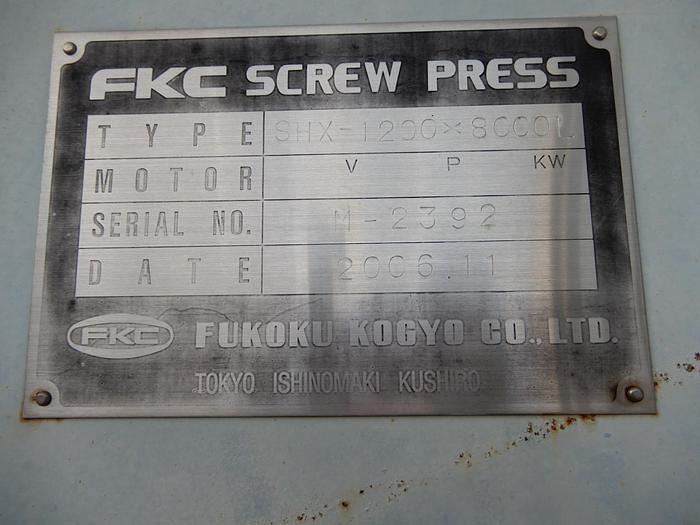 FKC SCREW PRESS
TYPE SHX-1200×8000L
MOTOR V P KW
SERIAL NO. M-2392
DATE 2006.11
FKC FUKOKU KOGYO CO., LTD.
TOKYO ISHINOMAKI KUSHIRO